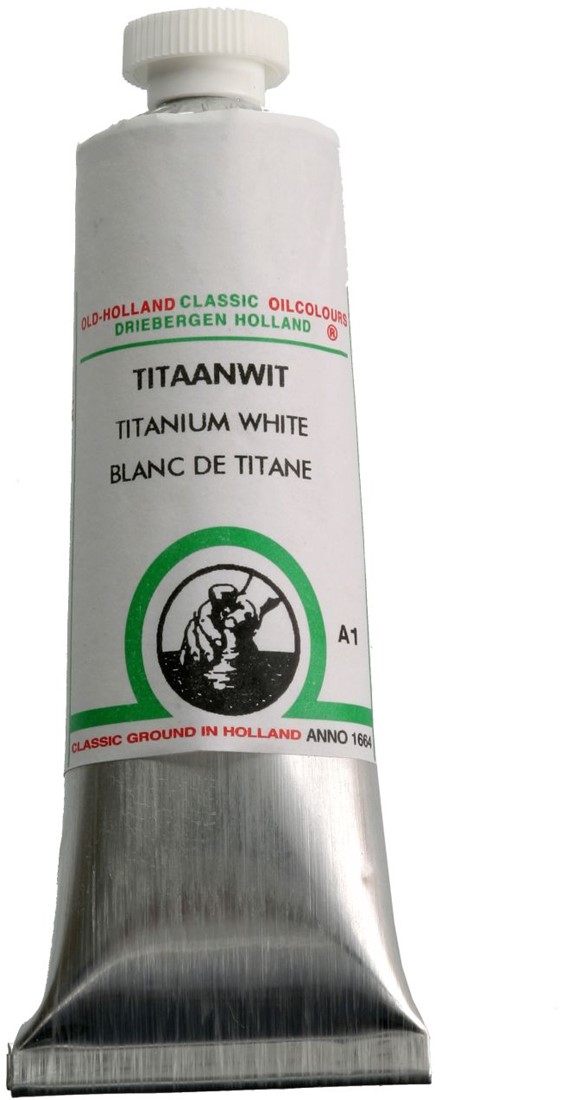 OLD-HOLLAND CLASSIC OILCOLOURS
DRIEBERGEN HOLLAND ®
TITAANWIT
TITANIUM WHITE
BLANC DE TITANE
A1
CLASSIC GROUND IN HOLLAND ANNO 1664